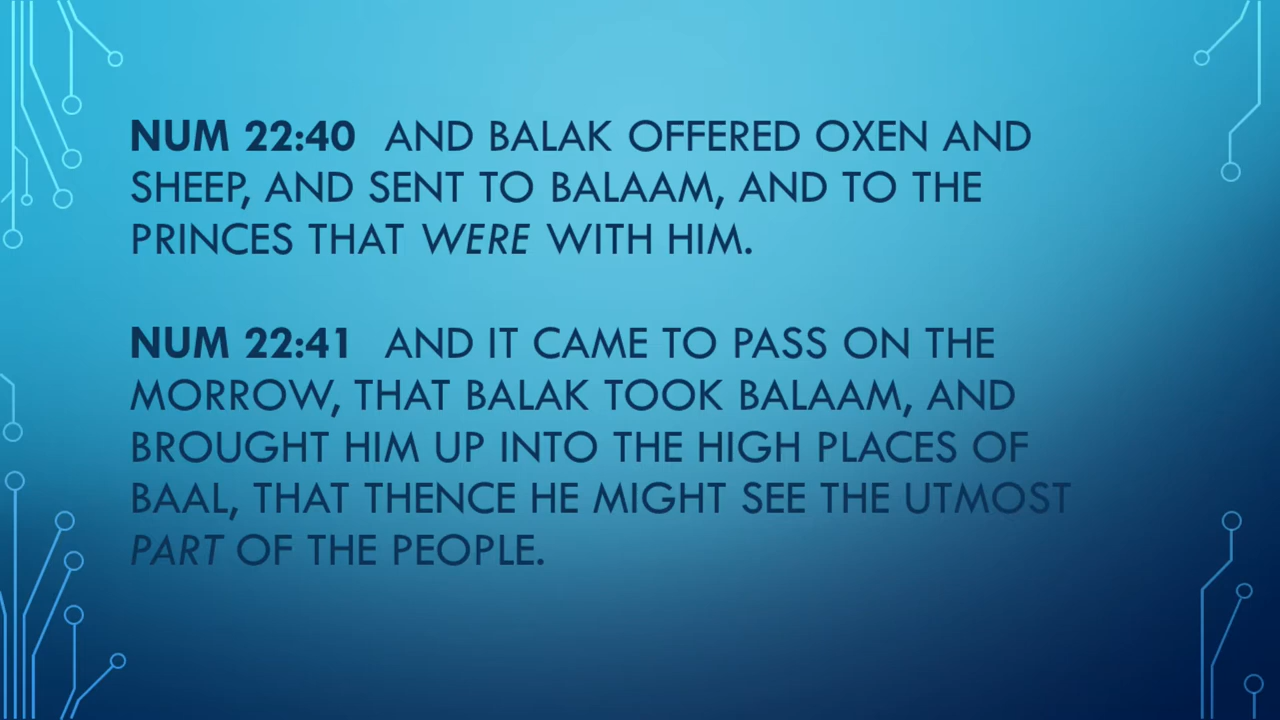 NUM 22:40 AND BALAK OFFERED OXEN AND
SHEEP, AND SENT TO BALAAM, AND TO THE
PRINCES THAT WERE WITH HIM.
NUM 22:41 AND IT CAME TO PASS ON THE
MORROW, THAT BALAK TOOK BALAAM, AND
BROUGHT HIM UP INTO THE HIGH PLACES OF
BAAL, THAT THENCE HE MIGHT SEE THE UTMOST
PART OF THE PEOPLE.